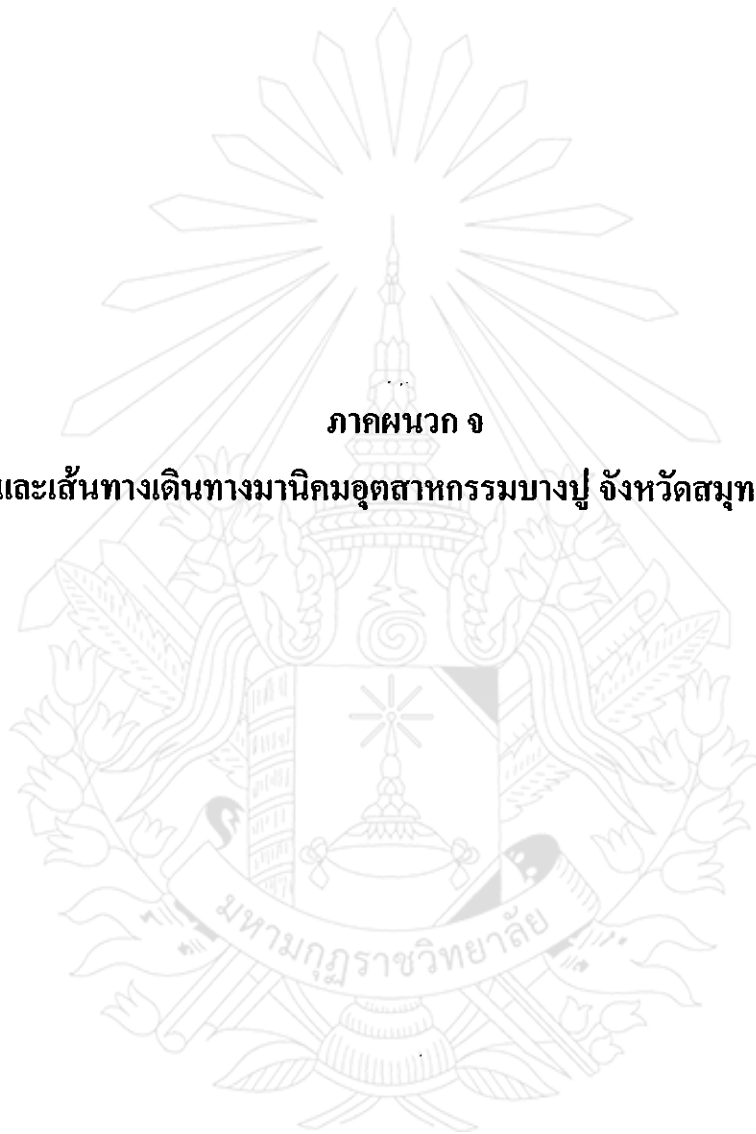 ภาคผนวก จ
และเส้นทางเดินทางมานิคมอุตสาหกรรมบางปู จังหวัดสมุท
มหามกุฏราชวิทยาลัย